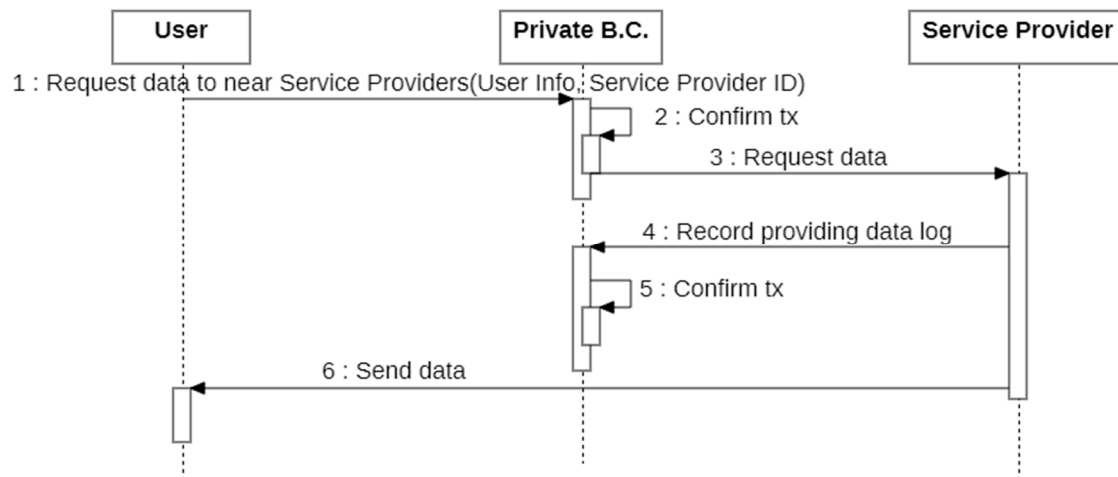 User
Private B.C.
Service Provider
1 : Request data to near Service Providers(User Info, Service Provider ID)
2 : Confirm tx
3 : Request data
4 : Record providing data log
5 : Confirm tx
6 : Send data